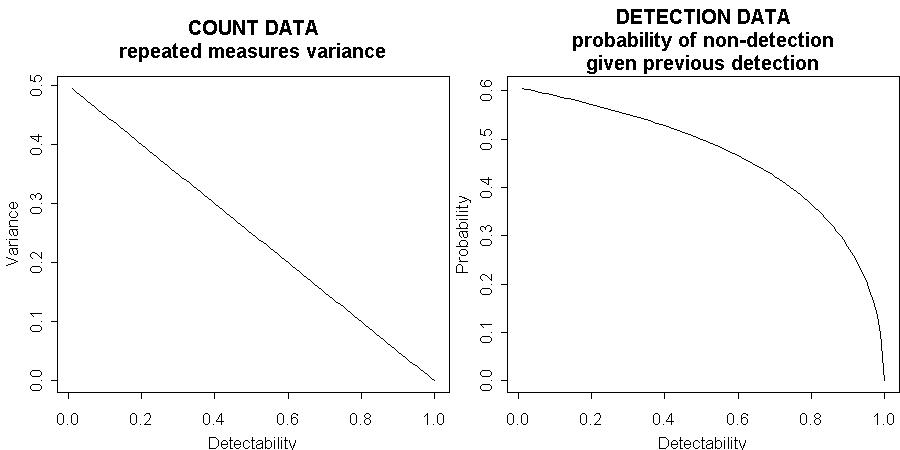 COUNT DATA
repeated measures variance
Variance
0.5
0.4
0.3
0.2
0.1
0.0
0.0 0.2 0.4 0.6 0.8 1.0
Detectability
DETECTION DATA
probability of non-detection
given previous detection
Probability
0.6
0.5
0.4
0.3
0.2
0.1
0.0
0.0 0.2 0.4 0.6 0.8 1.0
Detectability